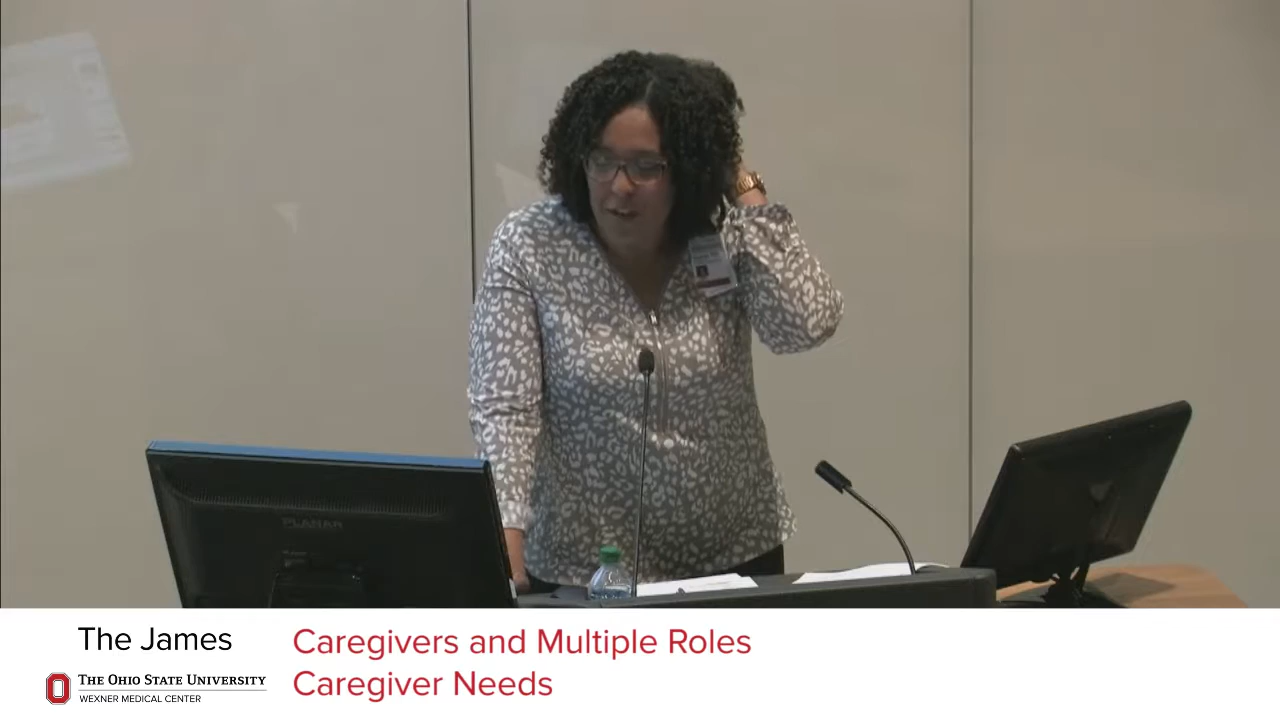 PLANAR
The James
Caregivers and Multiple Roles
THE OHIO STATE UNIVERSITY
WEXNER MEDICAL CENTER
Caregiver Needs